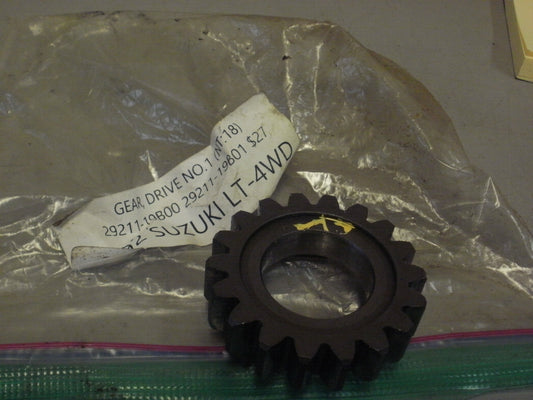 GEAR, DRIVE NO.1 (NT:18)
29211-19B00 29211-19B01 $27
SUZUKI LT-4WD